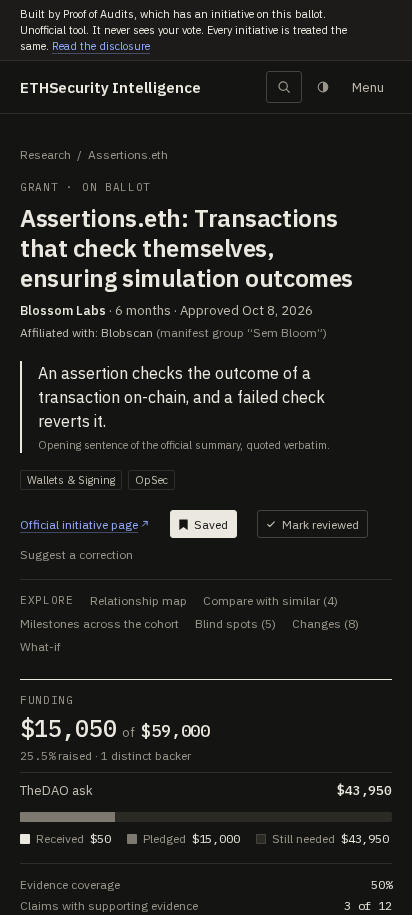 Built by Proof of Audits, which has an initiative on this ballot.
Unofficial tool. It never sees your vote. Every initiative is treated the
same. Read the disclosure
ETHSecurity Intelligence
Menu
Research / Assertions.eth
GRANT · ON BALLOT
Assertions.eth: Transactions
that check themselves,
ensuring simulation outcomes
Blossom Labs · 6 months · Approved Oct 8, 2026
Affiliated with: Blobscan (manifest group “Sem Bloom”)
An assertion checks the outcome of a
transaction on-chain, and a failed check
reverts it.
Opening sentence of the official summary, quoted verbatim.
Wallets & Signing OpSec
Official initiative page ↗ Saved ✓ Mark reviewed
Suggest a correction
EXPLORE Relationship map Compare with similar (4)
Milestones across the cohort Blind spots (5) Changes (8)
What-if
FUNDING
$15,050 of $59,000
25.5% raised · 1 distinct backer
TheDAO ask $43,950
Received $50 Pledged $15,000 Still needed $43,950
Evidence coverage 50%
Claims with supporting evidence 3 of 12